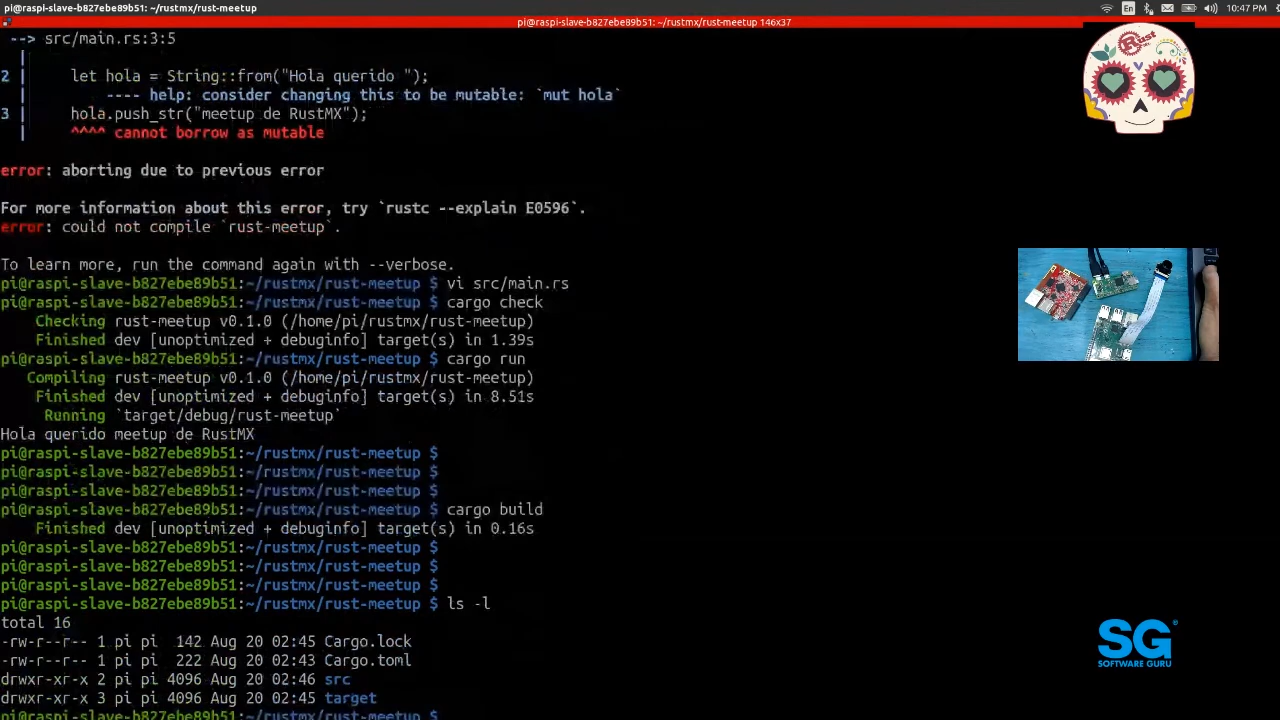 pi@raspi-slave-b827ebe89b51: ~/rustmx/rust-meetup
En
10:47 PM
pi@raspi-slave-b827ebe89b51: ~/rustmx/rust-meetup 146x37
--> src/main.rs:3:5
|
2 |     let hola = String::from("Hola querido ");
|         ---- help: consider changing this to be mutable: `mut hola`
3 |     hola.push_str("meetup de RustMX");
|     ^^^^ cannot borrow as mutable
error: aborting due to previous error
For more information about this error, try `rustc --explain E0596`.
error: could not compile `rust-meetup`.
To learn more, run the command again with --verbose.
pi@raspi-slave-b827ebe89b51:~/rustmx/rust-meetup $ vi src/main.rs
pi@raspi-slave-b827ebe89b51:~/rustmx/rust-meetup $ cargo check
Checking rust-meetup v0.1.0 (/home/pi/rustmx/rust-meetup)
Finished dev [unoptimized + debuginfo] target(s) in 1.39s
pi@raspi-slave-b827ebe89b51:~/rustmx/rust-meetup $ cargo run
Compiling rust-meetup v0.1.0 (/home/pi/rustmx/rust-meetup)
Finished dev [unoptimized + debuginfo] target(s) in 8.51s
Running `target/debug/rust-meetup`
Hola querido meetup de RustMX
pi@raspi-slave-b827ebe89b51:~/rustmx/rust-meetup $
pi@raspi-slave-b827ebe89b51:~/rustmx/rust-meetup $
pi@raspi-slave-b827ebe89b51:~/rustmx/rust-meetup $
pi@raspi-slave-b827ebe89b51:~/rustmx/rust-meetup $ cargo build
Finished dev [unoptimized + debuginfo] target(s) in 0.16s
pi@raspi-slave-b827ebe89b51:~/rustmx/rust-meetup $
pi@raspi-slave-b827ebe89b51:~/rustmx/rust-meetup $
pi@raspi-slave-b827ebe89b51:~/rustmx/rust-meetup $
pi@raspi-slave-b827ebe89b51:~/rustmx/rust-meetup $ ls -l
total 16
-rw-r--r-- 1 pi pi  142 Aug 20 02:45 Cargo.lock
-rw-r--r-- 1 pi pi  222 Aug 20 02:43 Cargo.toml
drwxr-xr-x 2 pi pi 4096 Aug 20 02:46 src
drwxr-xr-x 3 pi pi 4096 Aug 20 02:45 target
pi@raspi-slave-b827ebe89b51:~/rustmx/rust-meetup $
Rust
SG
SOFTWARE GURU